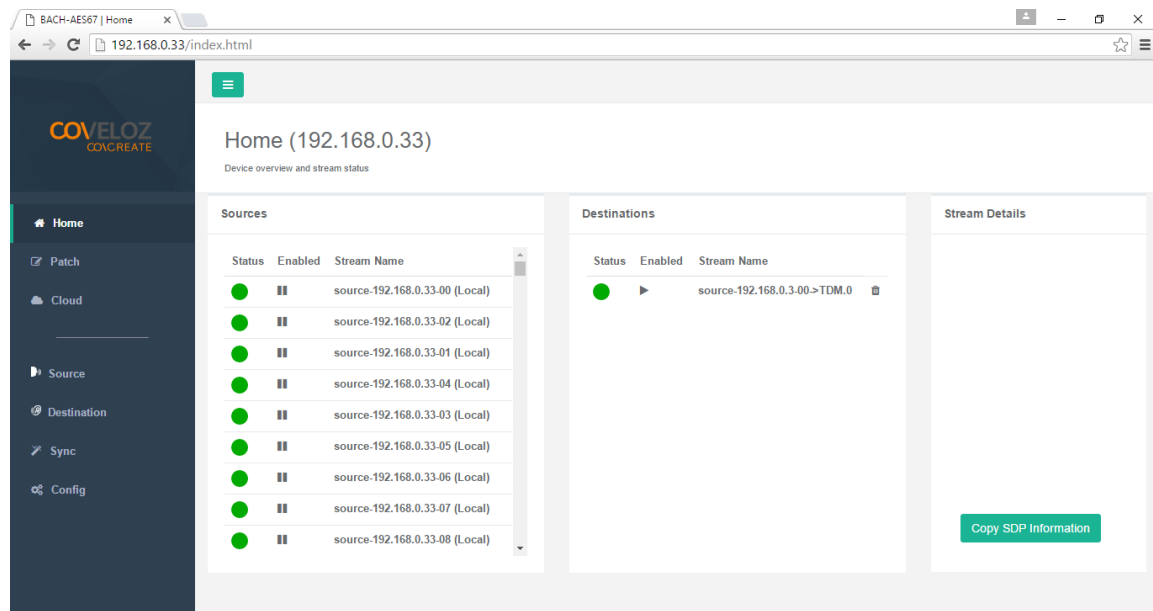 BACH-AES67 | Home
192.168.0.33/index.html
COVELOZ
CO\CREATE
Home (192.168.0.33)
Device overview and stream status
Home
Patch
Cloud
Source
Destination
Sync
Config
Sources
Status Enabled Stream Name
source-192.168.0.33-00 (Local)
source-192.168.0.33-02 (Local)
source-192.168.0.33-01 (Local)
source-192.168.0.33-04 (Local)
source-192.168.0.33-03 (Local)
source-192.168.0.33-05 (Local)
source-192.168.0.33-06 (Local)
source-192.168.0.33-07 (Local)
source-192.168.0.33-08 (Local)
Destinations
Status Enabled Stream Name
source-192.168.0.3-00->TDM.0
Stream Details
Copy SDP Information